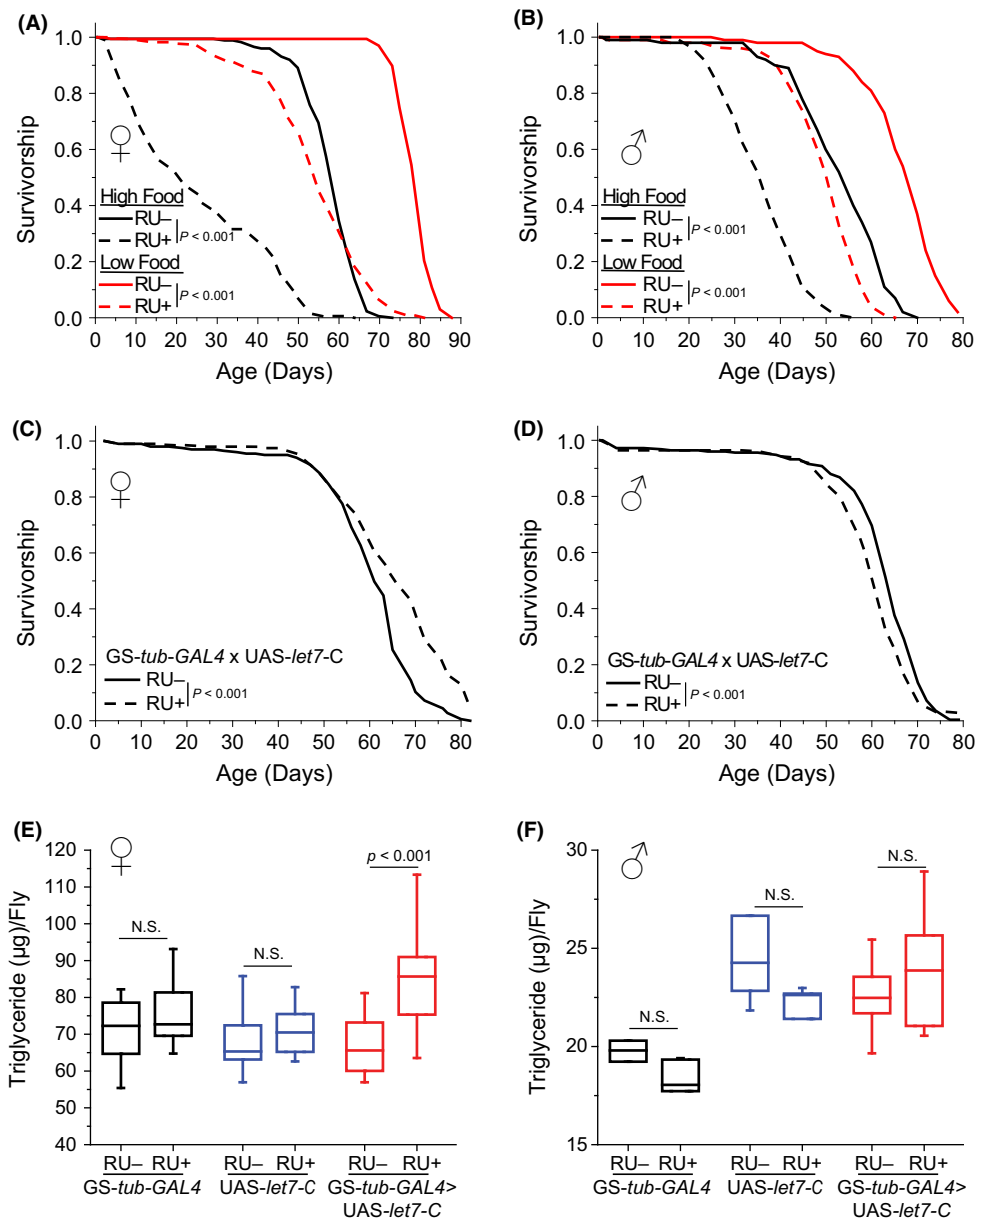 (A)
1.0
0.8
0.6
0.4
0.2
0.0
Survivorship
♀
High Food
RU–
RU+
P < 0.001
Low Food
RU–
RU+
P < 0.001
0 10 20 30 40 50 60 70 80 90
Age (Days)
(B)
1.0
0.8
0.6
0.4
0.2
0.0
Survivorship
♂
High Food
RU–
RU+
P < 0.001
Low Food
RU–
RU+
P < 0.001
0 10 20 30 40 50 60 70 80
Age (Days)
(C)
1.0
0.8
0.6
0.4
0.2
0.0
Survivorship
♀
GS-tub-GAL4 x UAS-let7-C
RU–
RU+
P < 0.001
0 10 20 30 40 50 60 70 80
Age (Days)
(D)
1.0
0.8
0.6
0.4
0.2
0.0
Survivorship
♂
GS-tub-GAL4 x UAS-let7-C
RU–
RU+
P < 0.001
0 10 20 30 40 50 60 70 80
Age (Days)
(E)
120
110
100
90
80
70
60
50
40
Triglyceride (µg)/Fly
♀
N.S.
N.S.
p < 0.001
RU– RU+ RU– RU+ RU– RU+
GS-tub-GAL4 UAS-let7-C GS-tub-GAL4>
UAS-let7-C
(F)
30
25
20
15
Triglyceride (µg)/Fly
♂
N.S.
N.S.
N.S.
RU– RU+ RU– RU+ RU– RU+
GS-tub-GAL4 UAS-let7-C GS-tub-GAL4>
UAS-let7-C